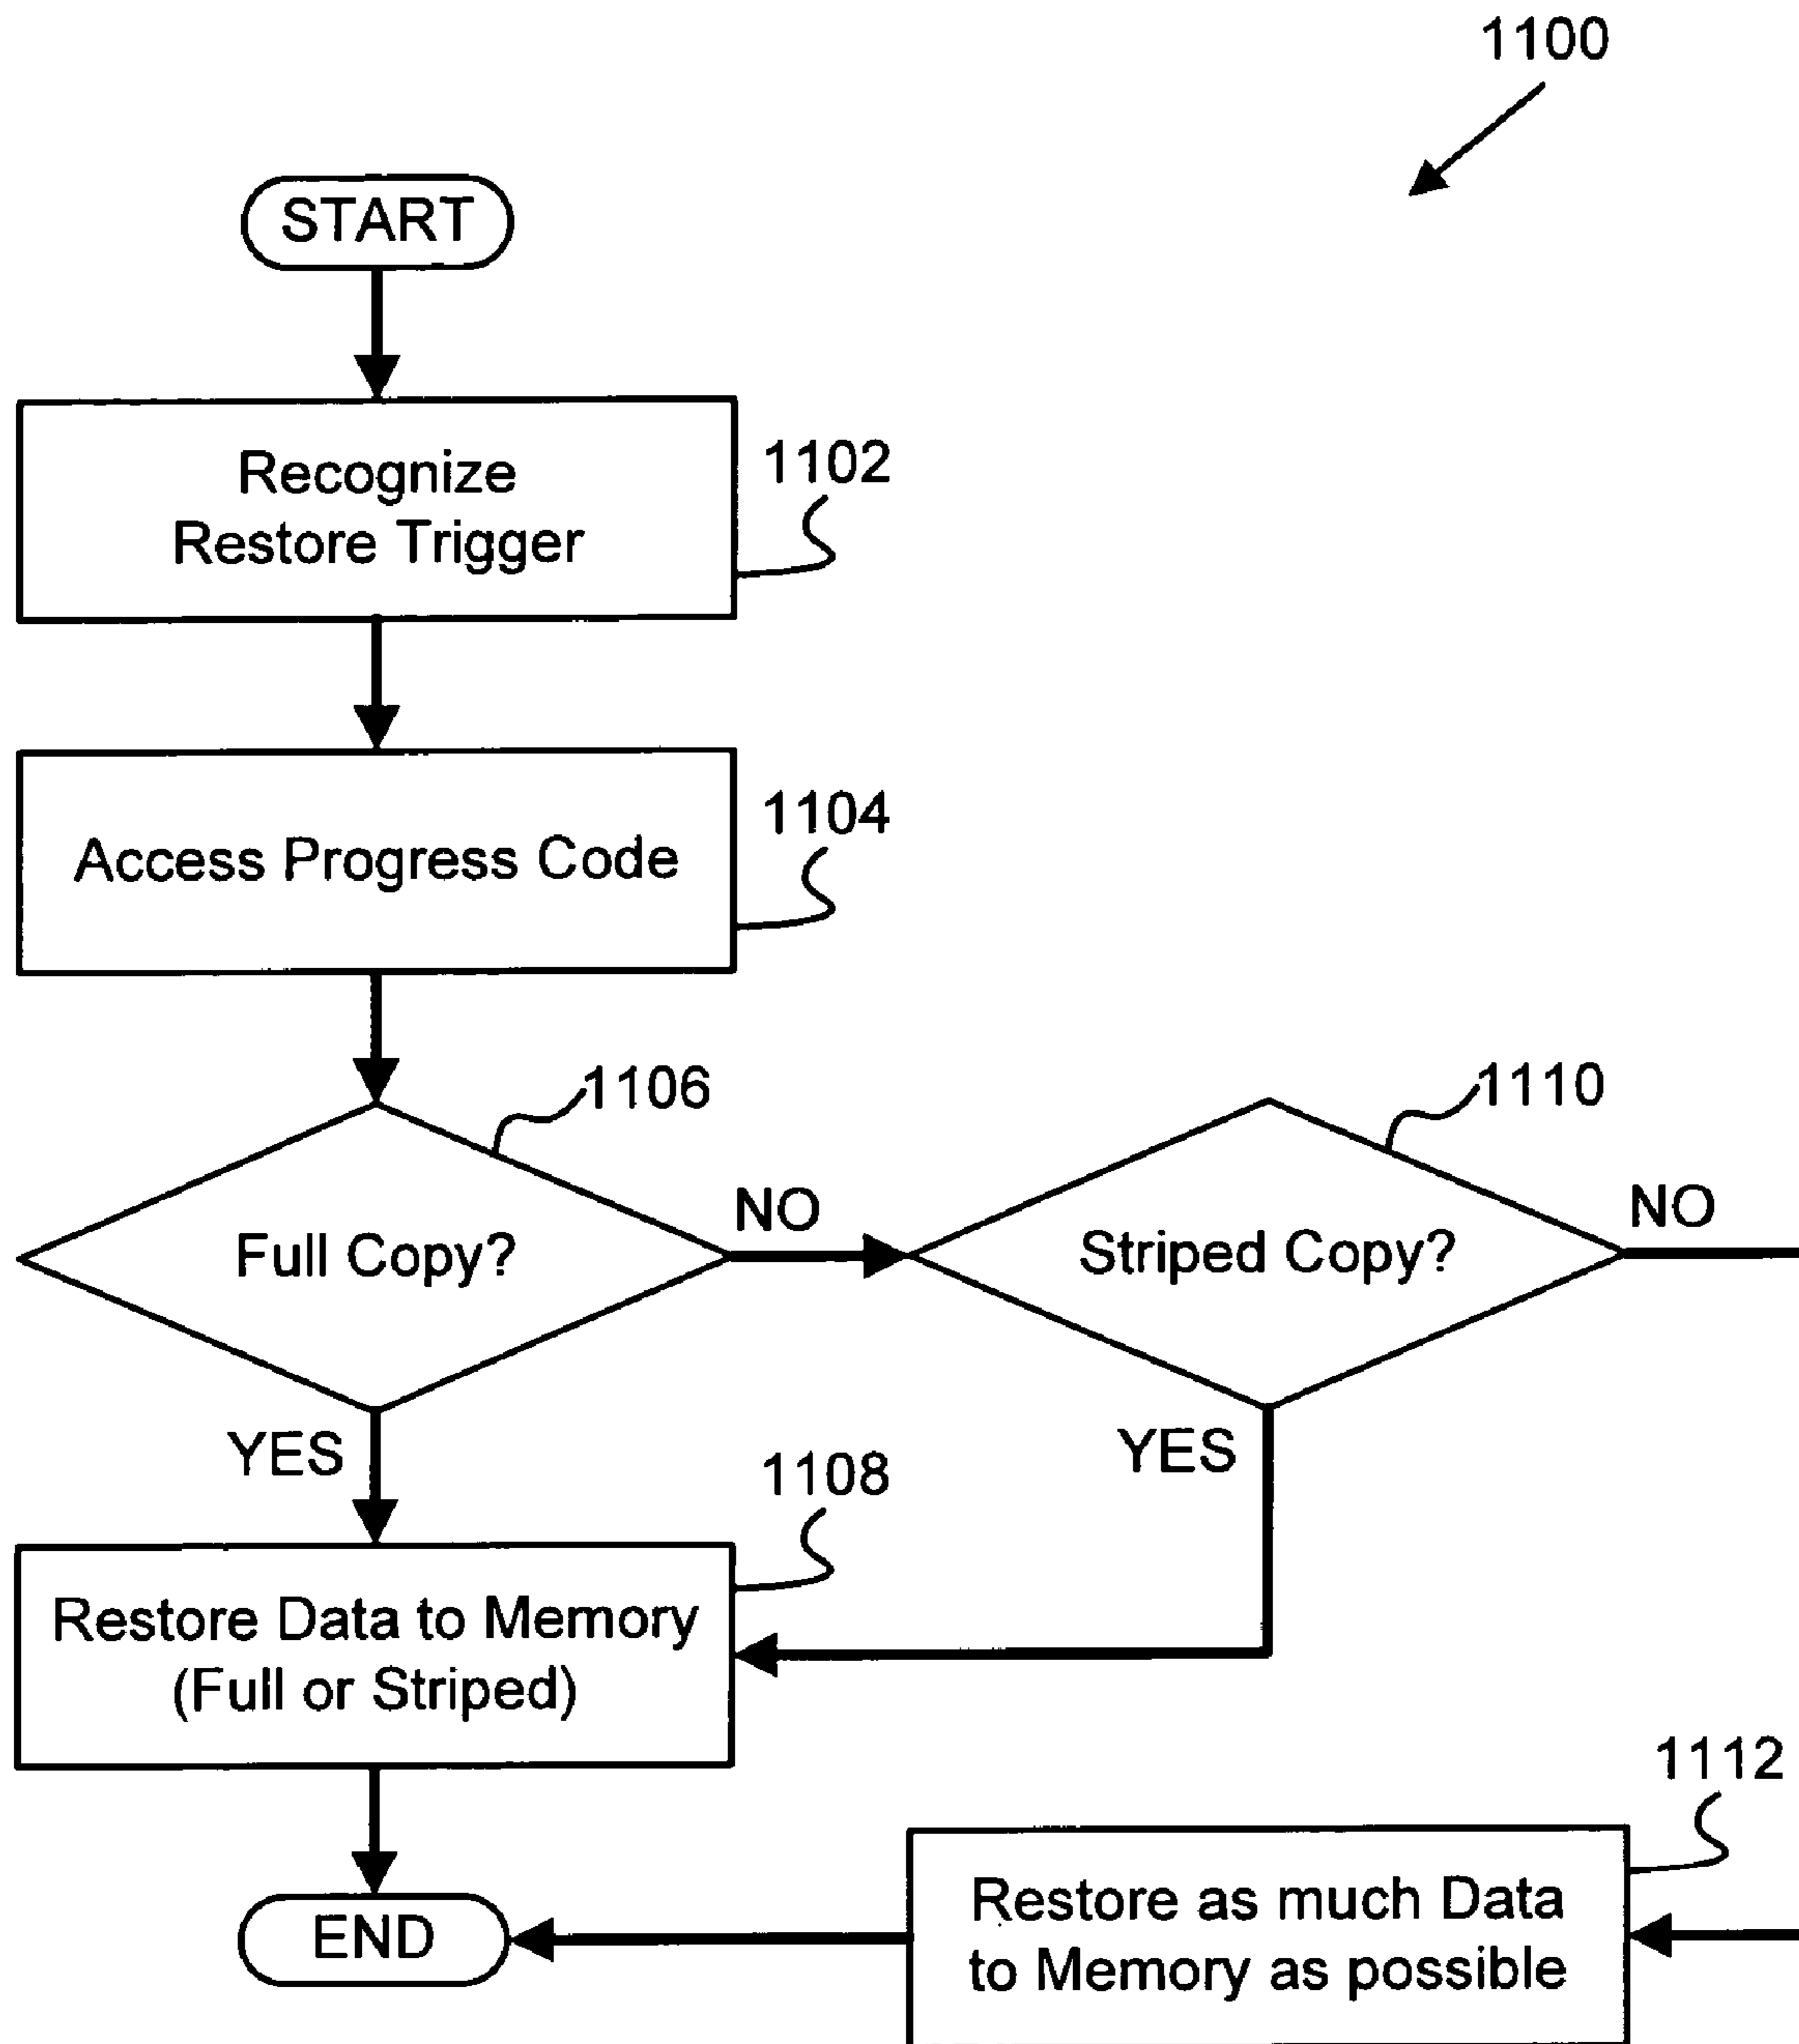 1100
START
Recognize
Restore Trigger
1102
Access Progress Code
1104
1106
Full Copy?
NO
1110
Striped Copy?
NO
YES
YES
1108
Restore Data to Memory
(Full or Striped)
1112
Restore as much Data
to Memory as possible
END